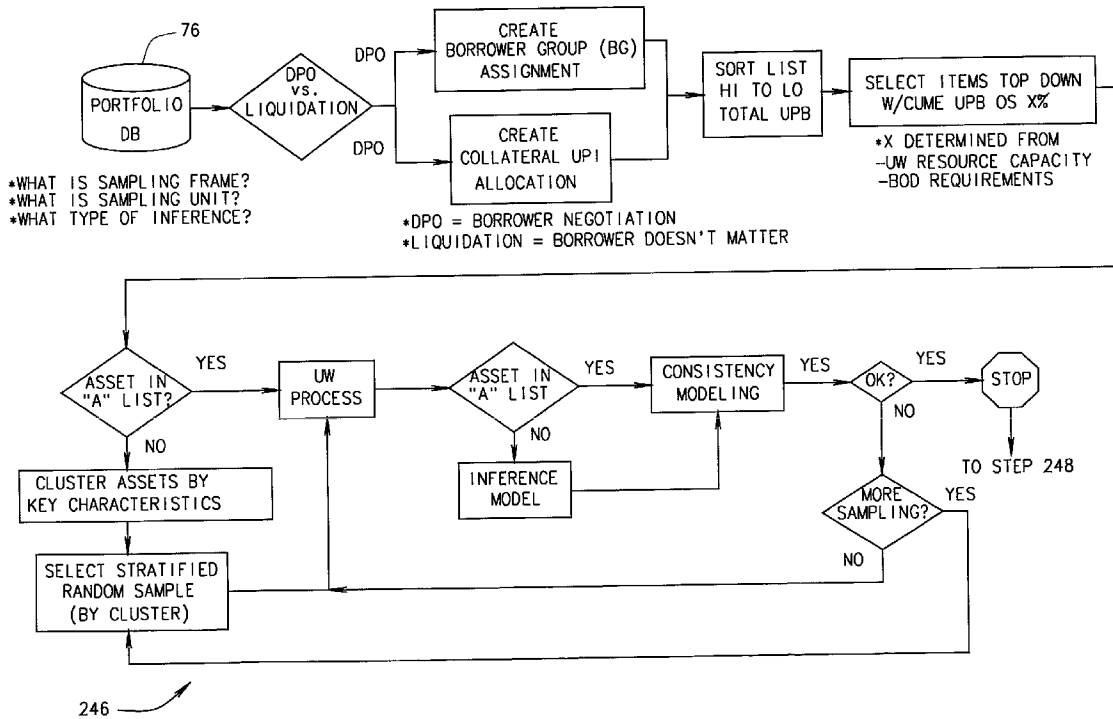 76
PORTFOLIO
DB
*WHAT IS SAMPLING FRAME?
*WHAT IS SAMPLING UNIT?
*WHAT TYPE OF INFERENCE?
DPO
VS.
LIQUIDATION
DPO
DPO
CREATE
BORROWER GROUP (BG)
ASSIGNMENT
CREATE
COLLATERAL UPI
ALLOCATION
*DPO = BORROWER NEGOTIATION
*LIQUIDATION = BORROWER DOESN'T MATTER
SORT LIST
HI TO LO
TOTAL UPB
SELECT ITEMS TOP DOWN
W/CUME UPB OS X%
*X DETERMINED FROM
-UW RESOURCE CAPACITY
-BOD REQUIREMENTS
ASSET IN
"A" LIST?
YES
NO
UW
PROCESS
ASSET IN
"A" LIST
YES
NO
INFERENCE
MODEL
CONSISTENCY
MODELING
YES
OK?
YES
NO
STOP
TO STEP 248
CLUSTER ASSETS BY
KEY CHARACTERISTICS
SELECT STRATIFIED
RANDOM SAMPLE
(BY CLUSTER)
MORE
SAMPLING?
YES
NO
246